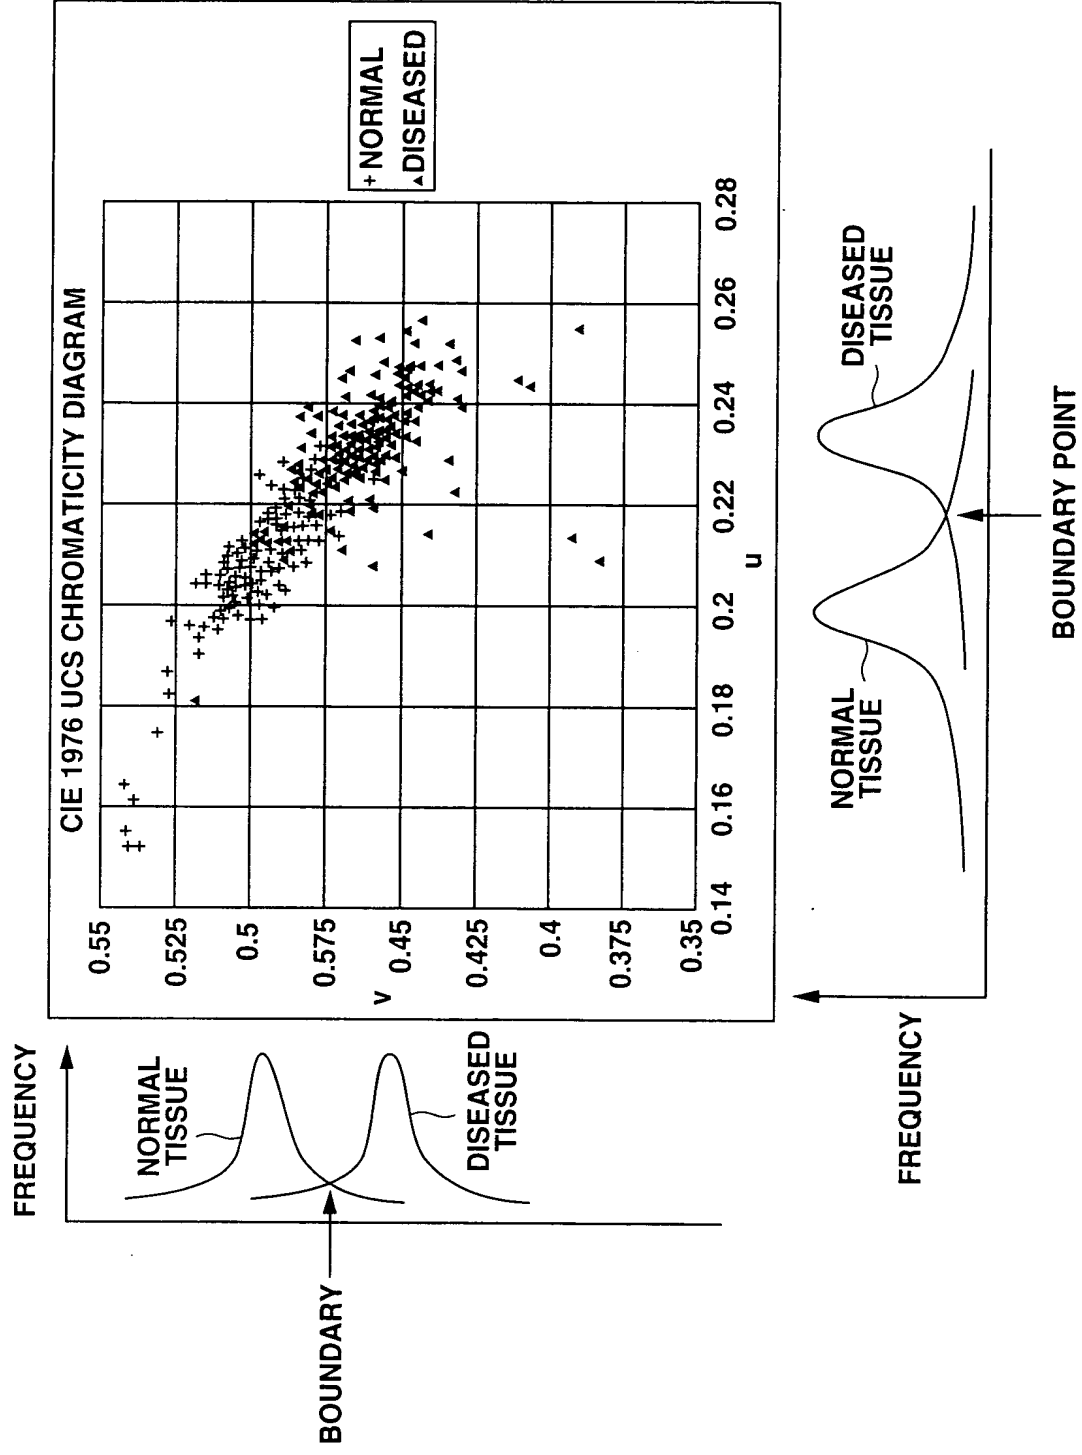 CIE 1976 UCS CHROMATICITY DIAGRAM
+ NORMAL
▲ DISEASED
FREQUENCY
NORMAL
TISSUE
DISEASED
TISSUE
BOUNDARY
v
0.55
0.525
0.5
0.575
0.45
0.425
0.4
0.375
0.35
0.14
0.16
0.18
0.2
0.22
0.24
0.26
0.28
u
FREQUENCY
NORMAL
TISSUE
DISEASED
TISSUE
BOUNDARY POINT